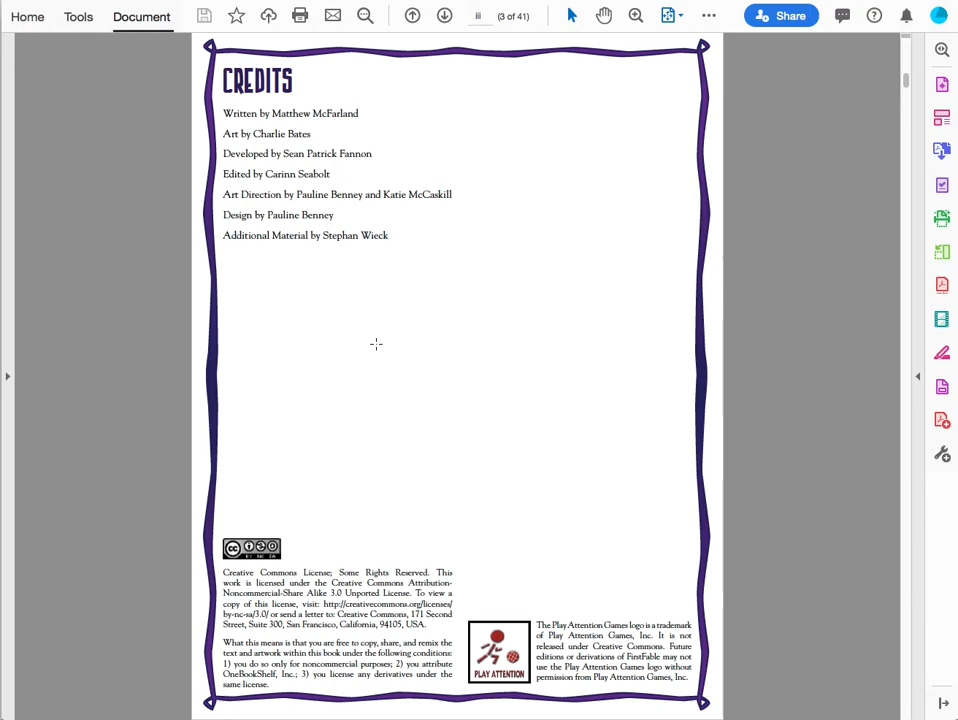 Home Tools Document iii (3 of 41) Share
CREDITS
Written by Matthew McFarland
Art by Charlie Bates
Developed by Sean Patrick Fannon
Edited by Carinn Seabolt
Art Direction by Pauline Benney and Katie McCaskill
Design by Pauline Benney
Additional Material by Stephan Wieck
cc
BY NC SA
Creative Commons License; Some Rights Reserved. This
work is licensed under the Creative Commons Attribution-
Noncommercial-Share Alike 3.0 Unported License. To view a
copy of this license, visit: http://creativecommons.org/licenses/
by-nc-sa/3.0/ or send a letter to: Creative Commons, 171 Second
Street, Suite 300, San Francisco, California, 94105, USA.
What this means is that you are free to copy, share, and remix the
text and artwork within this book under the following conditions:
1) you do so only for noncommercial purposes; 2) you attribute
OneBookShelf, Inc.; 3) you license any derivatives under the
same license.
PLAY ATTENTION
The Play Attention Games logo is a trademark
of Play Attention Games, Inc. It is not
released under Creative Commons. Future
editions or derivations of FirstFable may not
use the Play Attention Games logo without
permission from Play Attention Games, Inc.